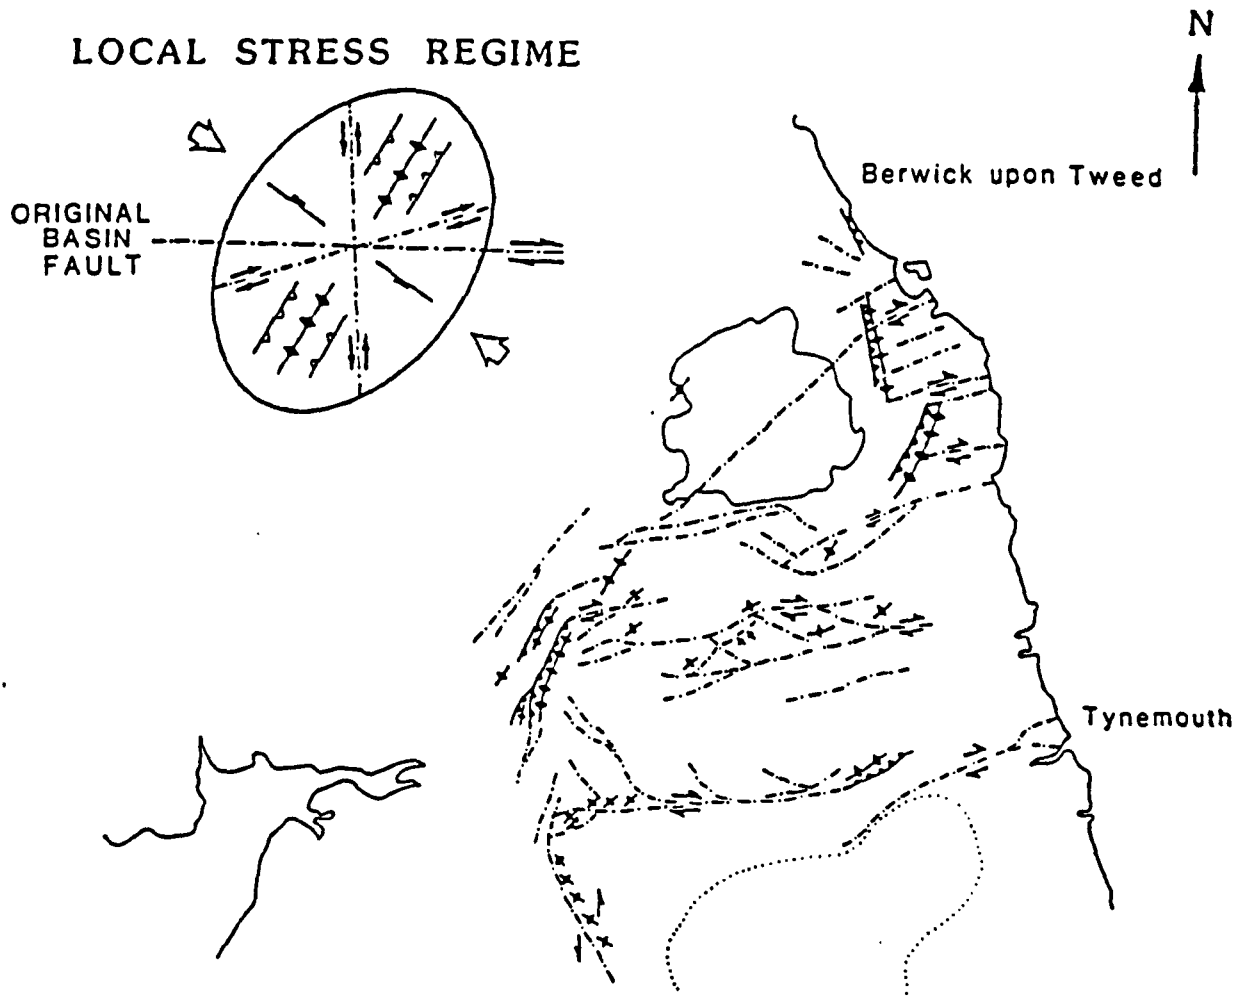 LOCAL STRESS REGIME
N
Berwick upon Tweed
ORIGINAL
BASIN
FAULT
Tynemouth